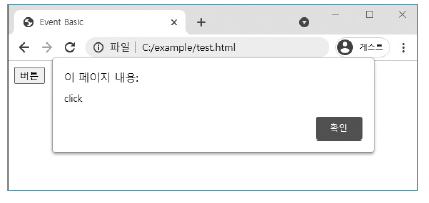 Event Basic
파일 | C:/example/test.html
게스트
버튼
이 페이지 내용:
click
확인